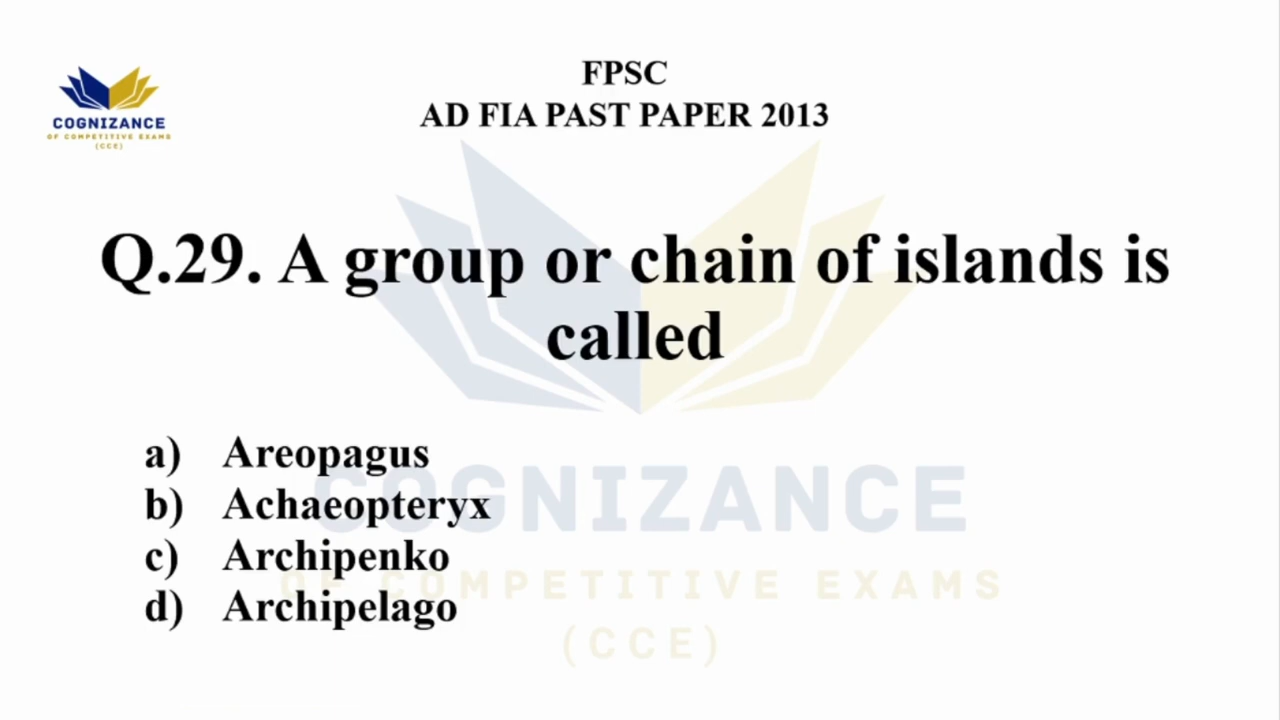 COGNIZANCE
OF COMPETITIVE EXAMS
(CCE)
FPSC
AD FIA PAST PAPER 2013
Q.29. A group or chain of islands is
called
a) Areopagus
b) Achaeopteryx
c) Archipenko
d) Archipelago
COGNIZANCE
OF COMPETITIVE EXAMS
(CCE)